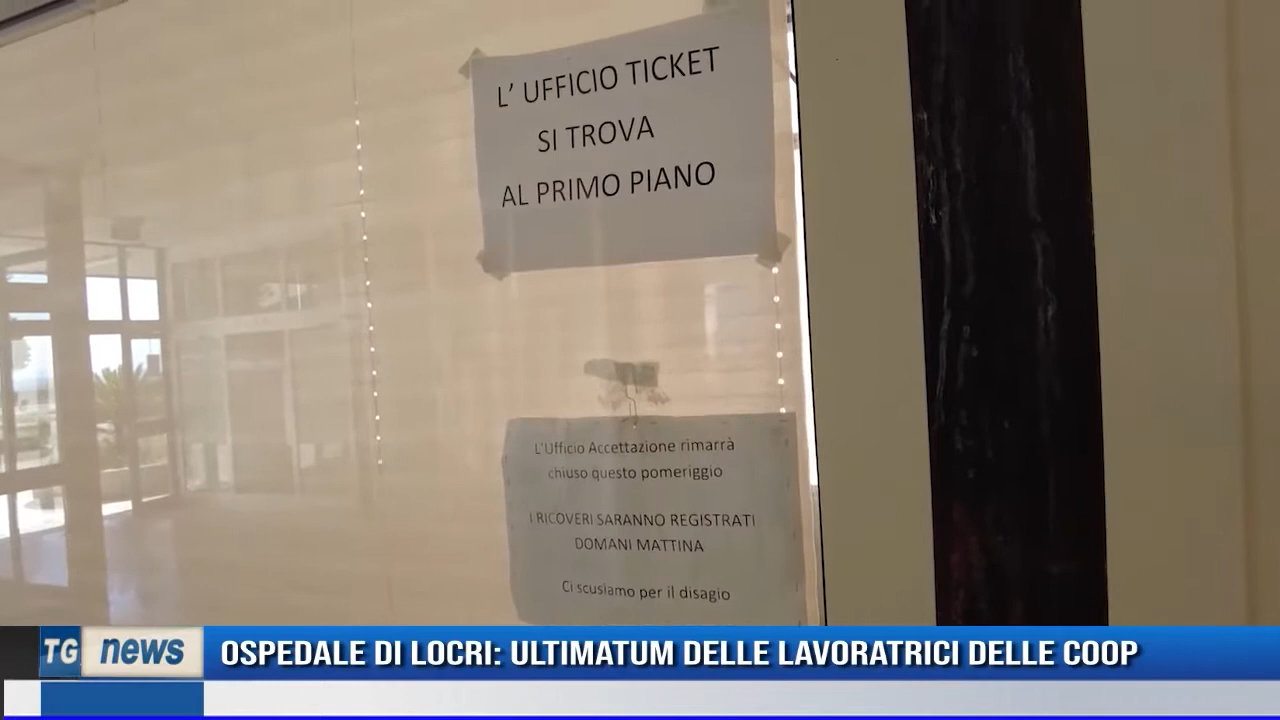 L' UFFICIO TICKET
SI TROVA
AL PRIMO PIANO
L'Ufficio Accettazione rimarrà
chiuso questo pomeriggio
I RICOVERI SARANNO REGISTRATI
DOMANI MATTINA
Ci scusiamo per il disagio
TG news OSPEDALE DI LOCRI: ULTIMATUM DELLE LAVORATRICI DELLE COOP